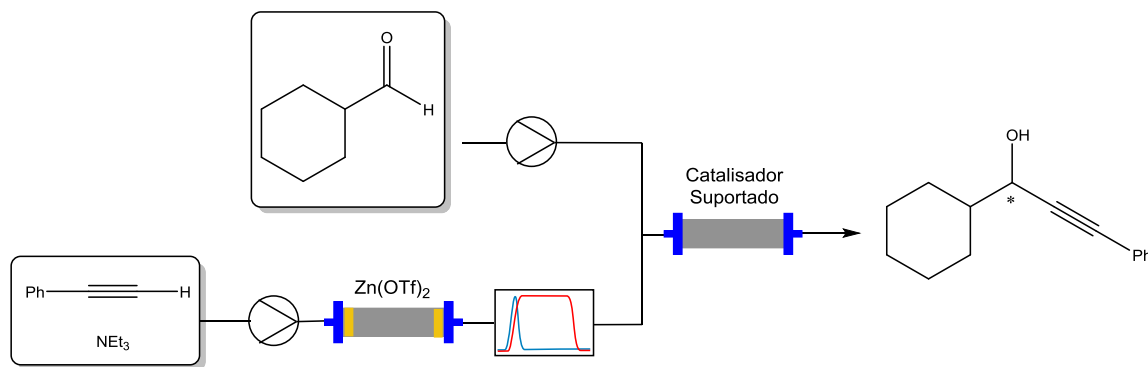 O
H
Catalisador
Suportado
OH
*
Ph
Ph
H
NEt3
Zn(OTf)2